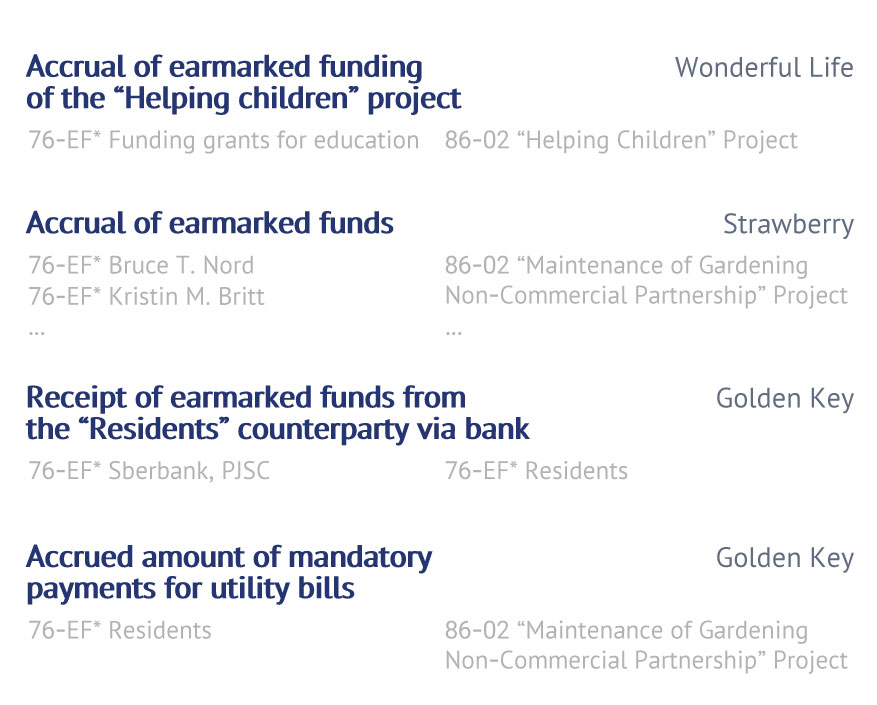 Accrual of earmarked funding
of the “Helping children” project
Wonderful Life
76-EF* Funding grants for education
86-02 “Helping Children” Project
Accrual of earmarked funds
Strawberry
76-EF* Bruce T. Nord
76-EF* Kristin M. Britt
...
86-02 “Maintenance of Gardening
Non-Commercial Partnership” Project
...
Receipt of earmarked funds from
the “Residents” counterparty via bank
Golden Key
76-EF* Sberbank, PJSC
76-EF* Residents
Accrued amount of mandatory
payments for utility bills
Golden Key
76-EF* Residents
86-02 “Maintenance of Gardening
Non-Commercial Partnership” Project